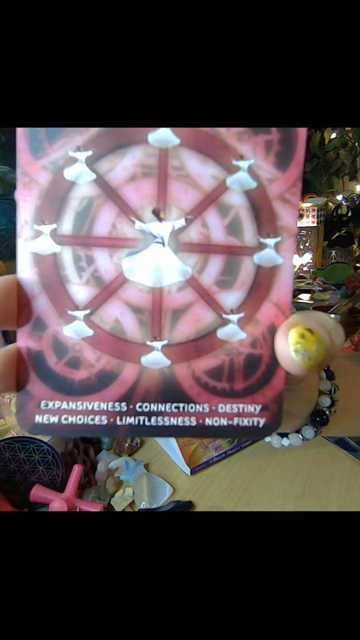 EXPANSIVENESS • CONNECTIONS • DESTINY
NEW CHOICES • LIMITLESSNESS • NON-FIXITY